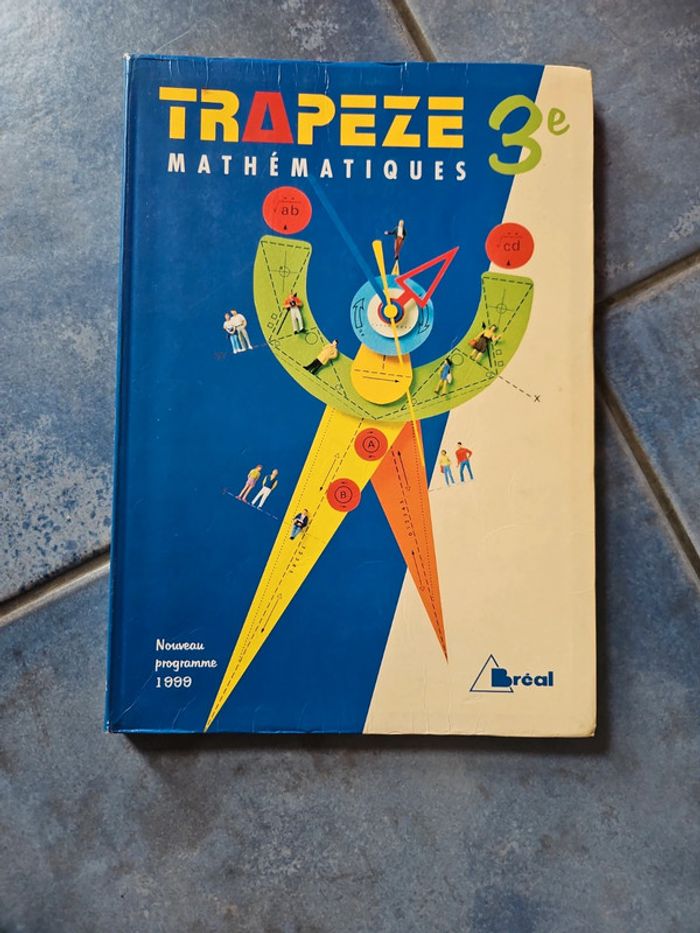 TRAPEZE 3e
MATHÉMATIQUES
√ab
√cd
x
A
B
Nouveau
programme
1999
Bréal